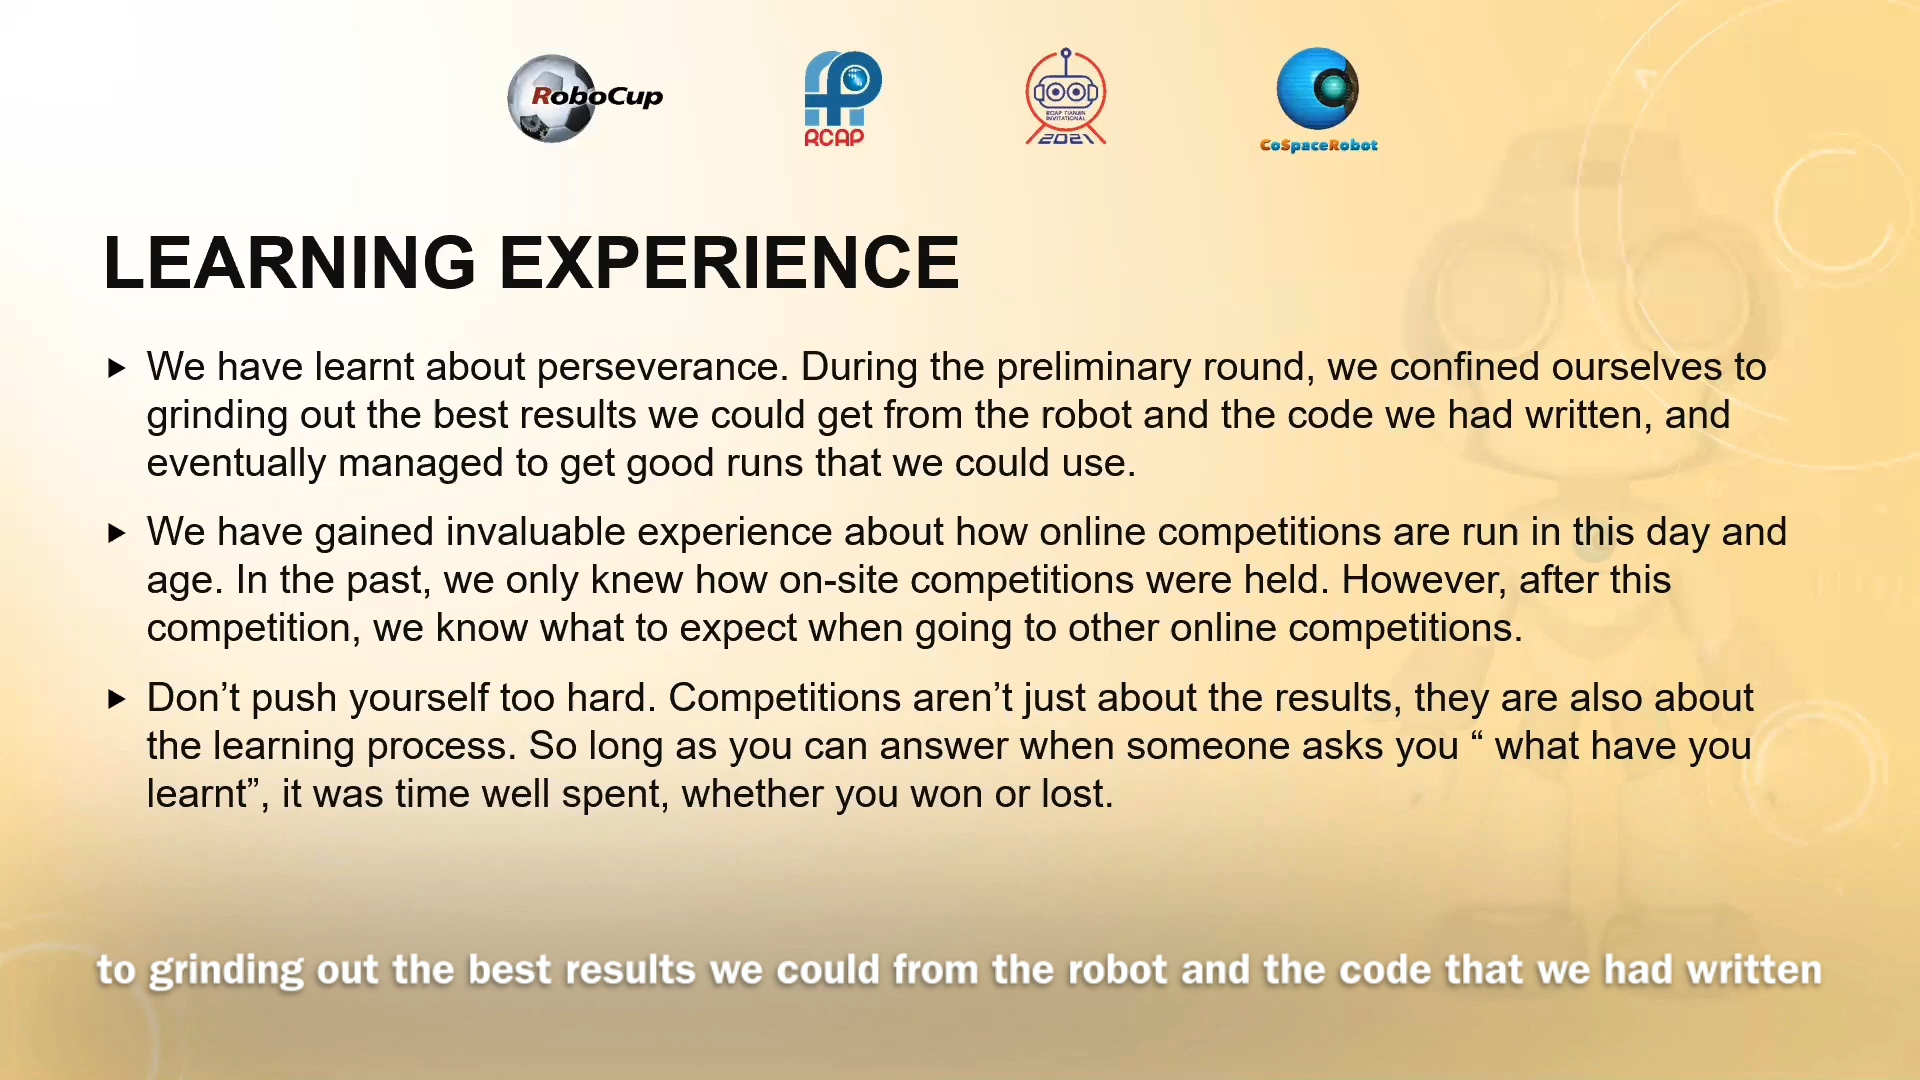 RoboCup
RCAP
RCAP TIANJIN
INVITATIONAL
2021
CoSpaceRobot
LEARNING EXPERIENCE
We have learnt about perseverance. During the preliminary round, we confined ourselves to
grinding out the best results we could get from the robot and the code we had written, and
eventually managed to get good runs that we could use.
We have gained invaluable experience about how online competitions are run in this day and
age. In the past, we only knew how on-site competitions were held. However, after this
competition, we know what to expect when going to other online competitions.
Don’t push yourself too hard. Competitions aren’t just about the results, they are also about
the learning process. So long as you can answer when someone asks you “ what have you
learnt”, it was time well spent, whether you won or lost.
to grinding out the best results we could from the robot and the code that we had written